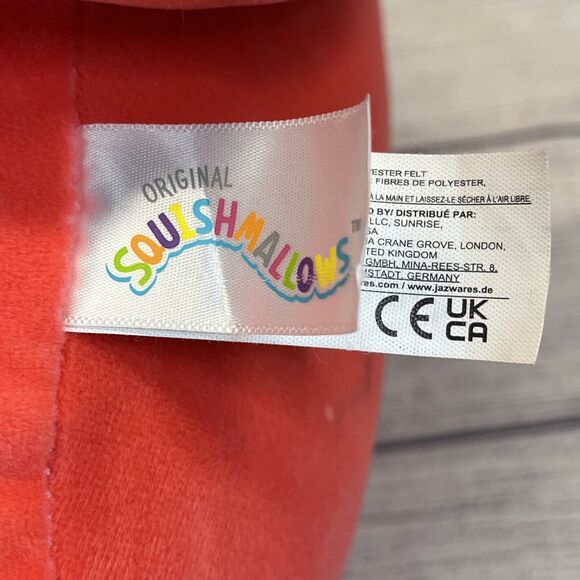 ORIGINAL
SQUISHMALLOWS
TM
YESTER FELT
FIBRES DE POLYESTER,
À LA MAIN ET LAISSEZ-LE SÉCHER À L'AIR LIBRE.
D BY/ DISTRIBUÉ PAR:
LLC, SUNRISE,
SA
A CRANE GROVE, LONDON,
TED KINGDOM
GMBH, MINA-REES-STR. 8,
MSTADT, GERMANY
res.com / www.jazwares.de
CE UK
CA